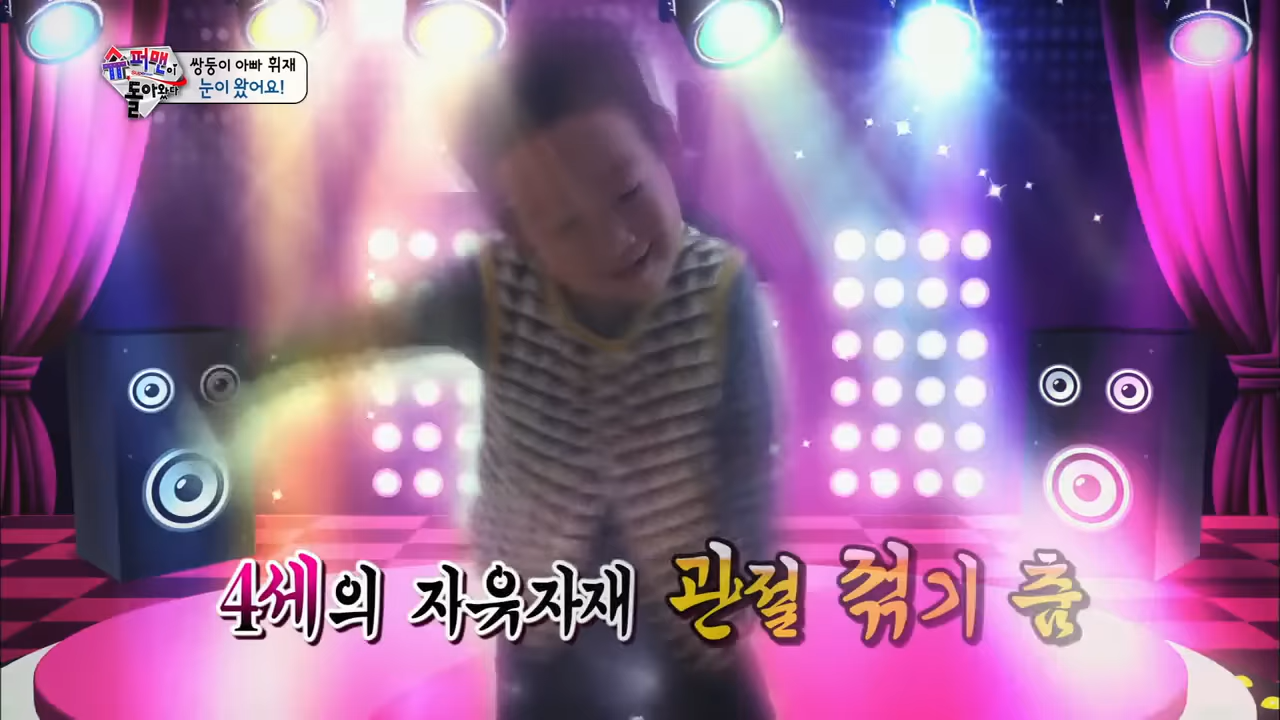 슈퍼맨이
돌아왔다
쌍둥이 아빠 휘재
눈이 왔어요!
4세의 자유자재 관절 꺾기 춤